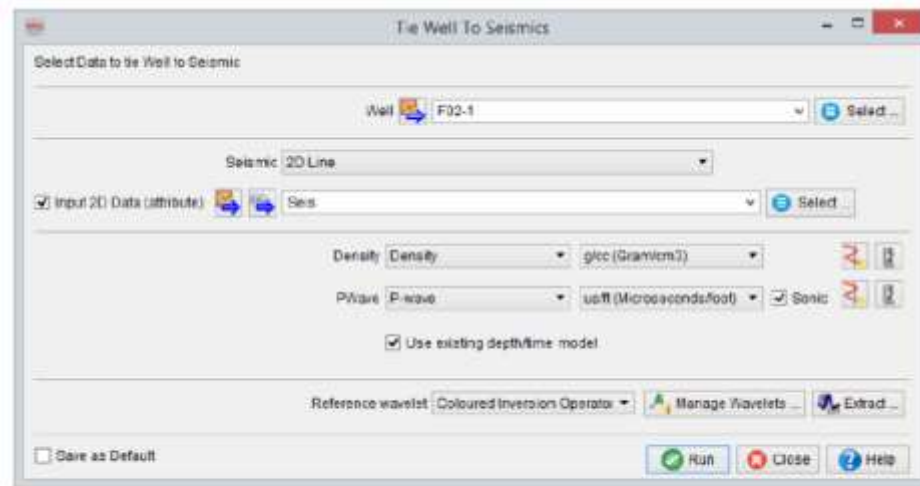 Tie Well To Seismics
Select Data to tie Well to Seismic
Well F02-1 Select ...
Seismic 2D Line
Input 2D Data (attribute) Seis Select ...
Density Density g/cc (Gram/cm3)
PWave P-wave us/ft (Microseconds/foot) Sonic
Use existing depth/time model
Reference wavelet Coloured Inversion Operator Manage Wavelets ... Extract ...
Save as Default Run Close Help